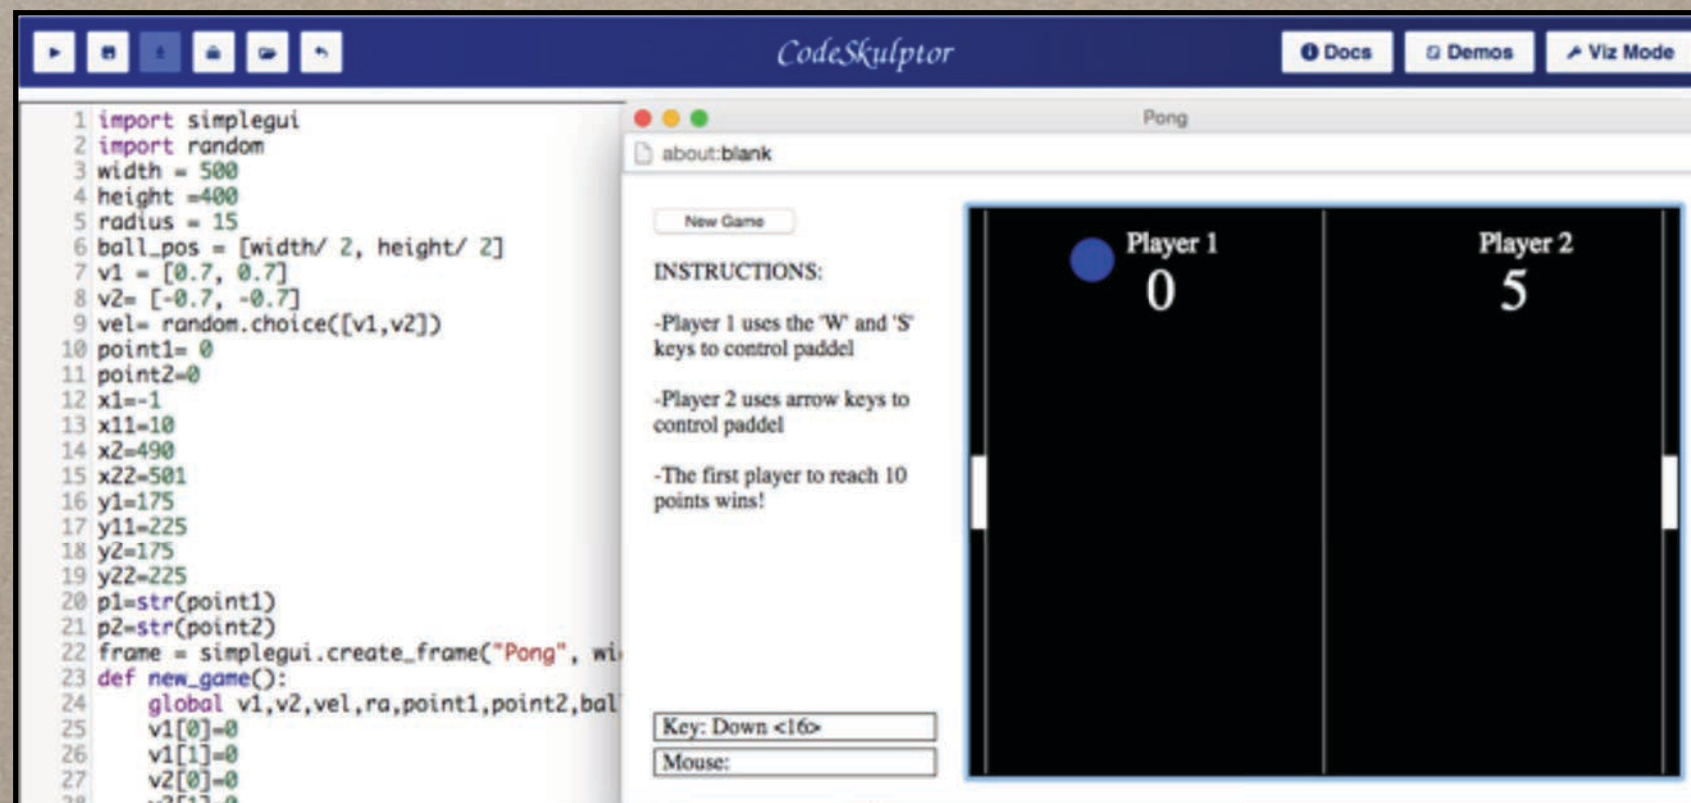 CodeSkulptor
Docs
Demos
Viz Mode
1 import simplegui
2 import random
3 width = 500
4 height =400
5 radius = 15
6 ball_pos = [width/ 2, height/ 2]
7 v1 = [0.7, 0.7]
8 v2= [-0.7, -0.7]
9 vel= random.choice([v1,v2])
10 point1= 0
11 point2=0
12 x1=-1
13 x11=10
14 x2=490
15 x22=501
16 y1=175
17 y11=225
18 y2=175
19 y22=225
20 p1=str(point1)
21 p2=str(point2)
22 frame = simplegui.create_frame("Pong", wi
23 def new_game():
24 global v1,v2,vel,ra,point1,point2,bal
25 v1[0]=0
26 v1[1]=0
27 v2[0]=0
Pong
about:blank
New Game
INSTRUCTIONS:
-Player 1 uses the 'W' and 'S'
keys to control paddel
-Player 2 uses arrow keys to
control paddel
-The first player to reach 10
points wins!
Key: Down <16>
Mouse:
Player 1
0
Player 2
5